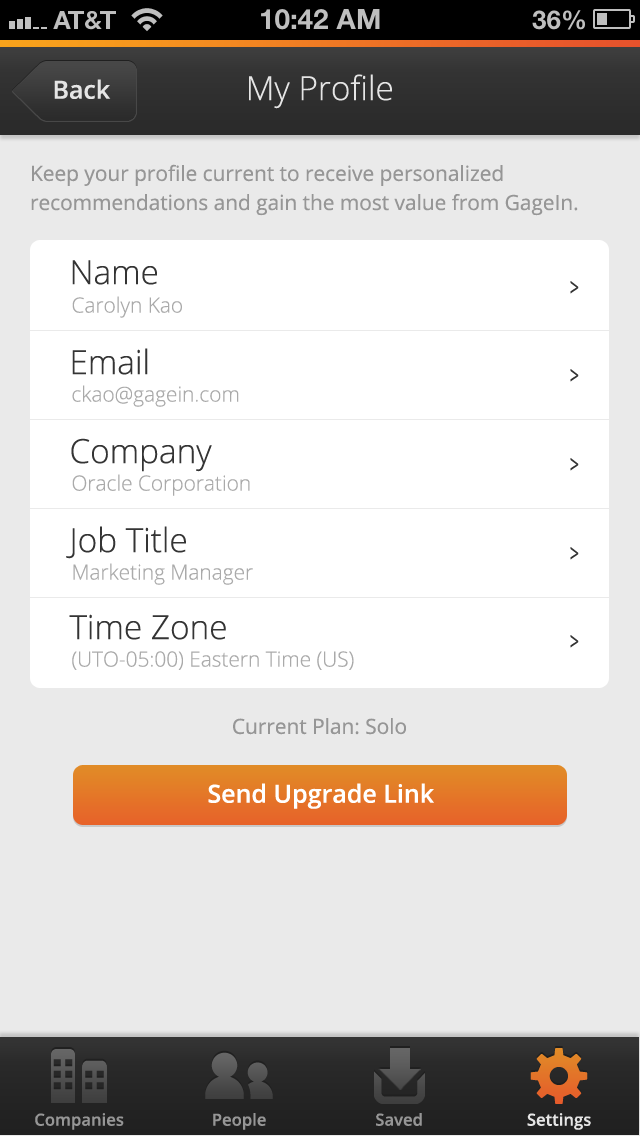 AT&T 10:42 AM 36%
Back My Profile
Keep your profile current to receive personalized
recommendations and gain the most value from GageIn.
Name
Carolyn Kao
>
Email
ckao@gagein.com
>
Company
Oracle Corporation
>
Job Title
Marketing Manager
>
Time Zone
(UTO-05:00) Eastern Time (US)
>
Current Plan: Solo
Send Upgrade Link
Companies People Saved Settings